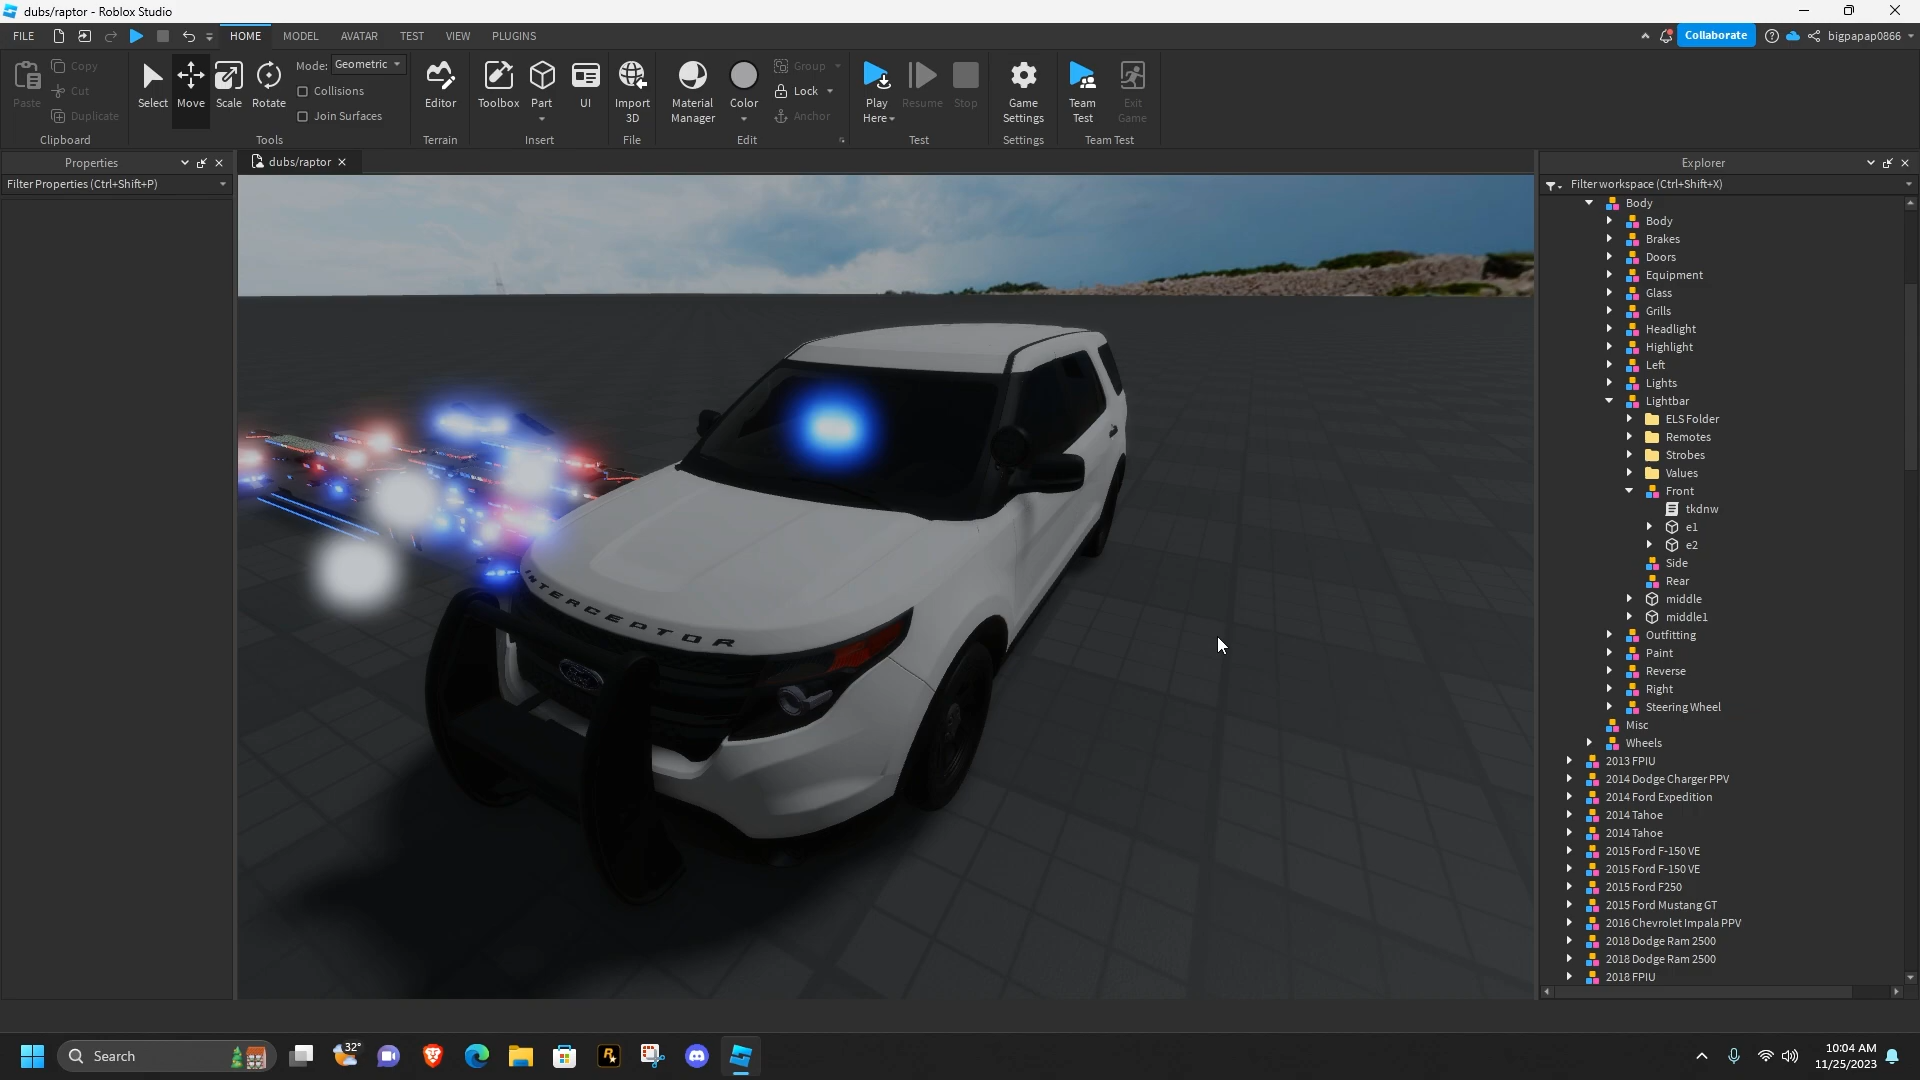 dubs/raptor - Roblox Studio
FILE HOME MODEL AVATAR TEST VIEW PLUGINS Collaborate bigpapap0866
Paste
Copy
Cut
Duplicate
Clipboard
Select Move Scale Rotate
Mode: Geometric
Collisions
Join Surfaces
Tools
Editor
Terrain
Toolbox Part UI
Insert
Import 3D
File
Material Manager
Color
Group
Lock
Anchor
Edit
Play Here Resume Stop
Test
Game Settings
Settings
Team Test
Exit Game
Team Test
Properties
Filter Properties (Ctrl+Shift+P)
dubs/raptor
INTERCEPTOR
Explorer
Filter workspace (Ctrl+Shift+X)
Body
Body
Brakes
Doors
Equipment
Glass
Grills
Headlight
Highlight
Left
Lights
Lightbar
ELS Folder
Remotes
Strobes
Values
Front
tkdnw
e1
e2
Side
Rear
middle
middle1
Outfitting
Paint
Reverse
Right
Steering Wheel
Misc
Wheels
2013 FPIU
2014 Dodge Charger PPV
2014 Ford Expedition
2014 Tahoe
2014 Tahoe
2015 Ford F-150 VE
2015 Ford F-150 VE
2015 Ford F250
2015 Ford Mustang GT
2016 Chevrolet Impala PPV
2018 Dodge Ram 2500
2018 Dodge Ram 2500
2018 FPIU
Search
32°
10:04 AM
11/25/2023